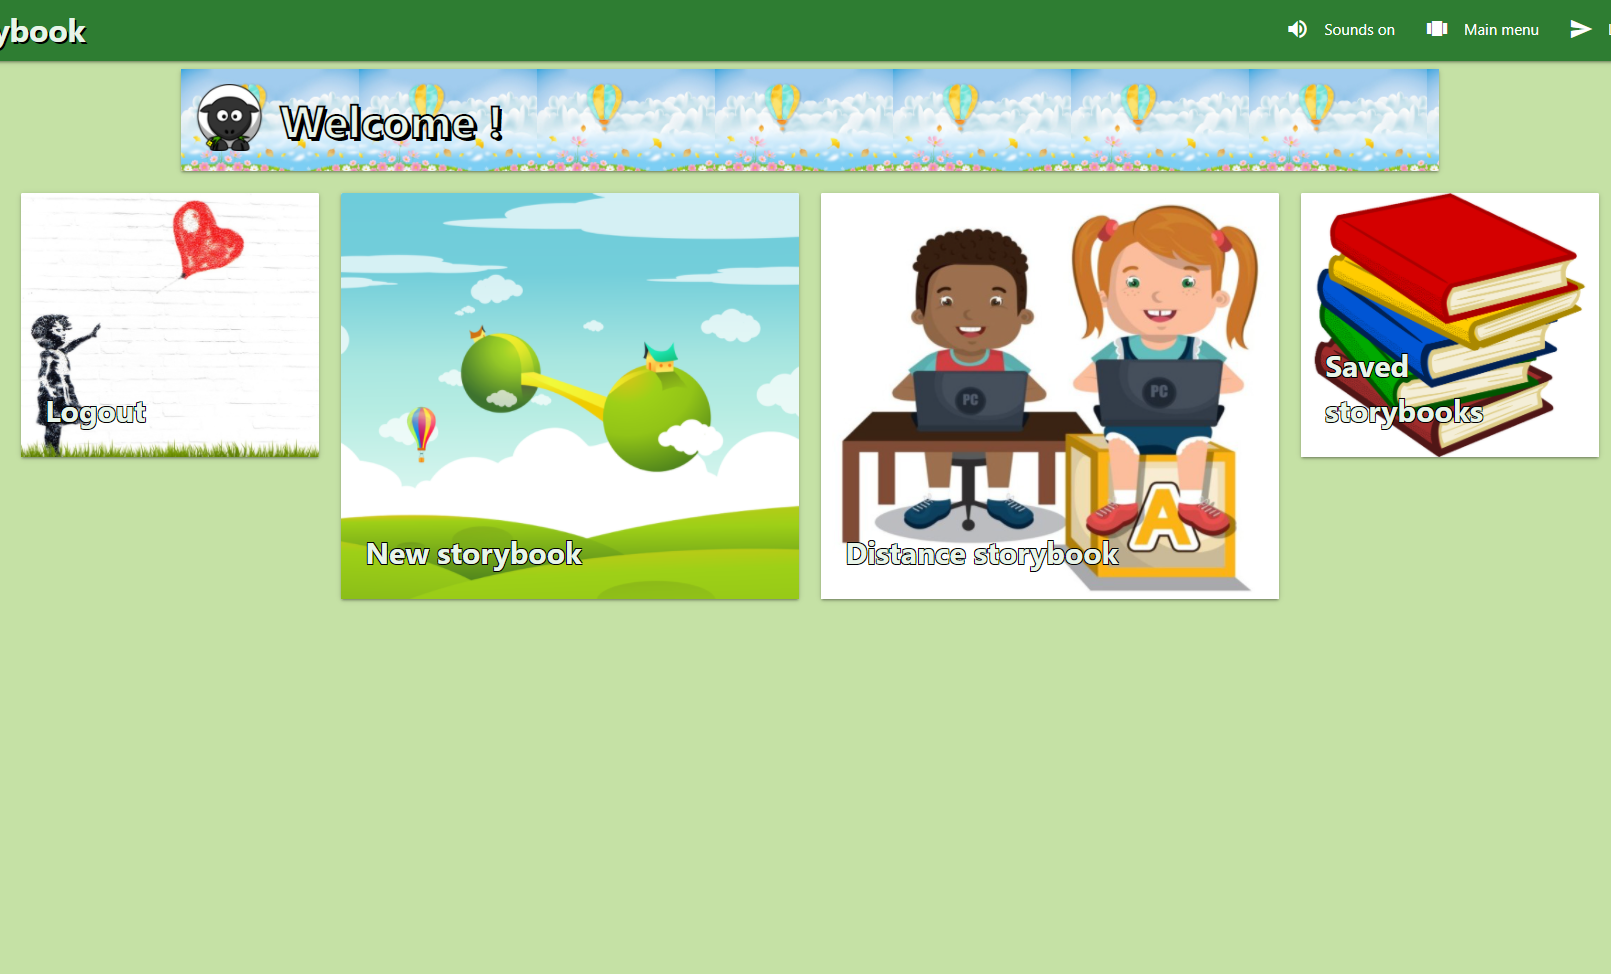 ybook
Sounds on
Main menu
Welcome !
Logout
New storybook
PC
PC
A
Distance storybook
Saved
storybooks